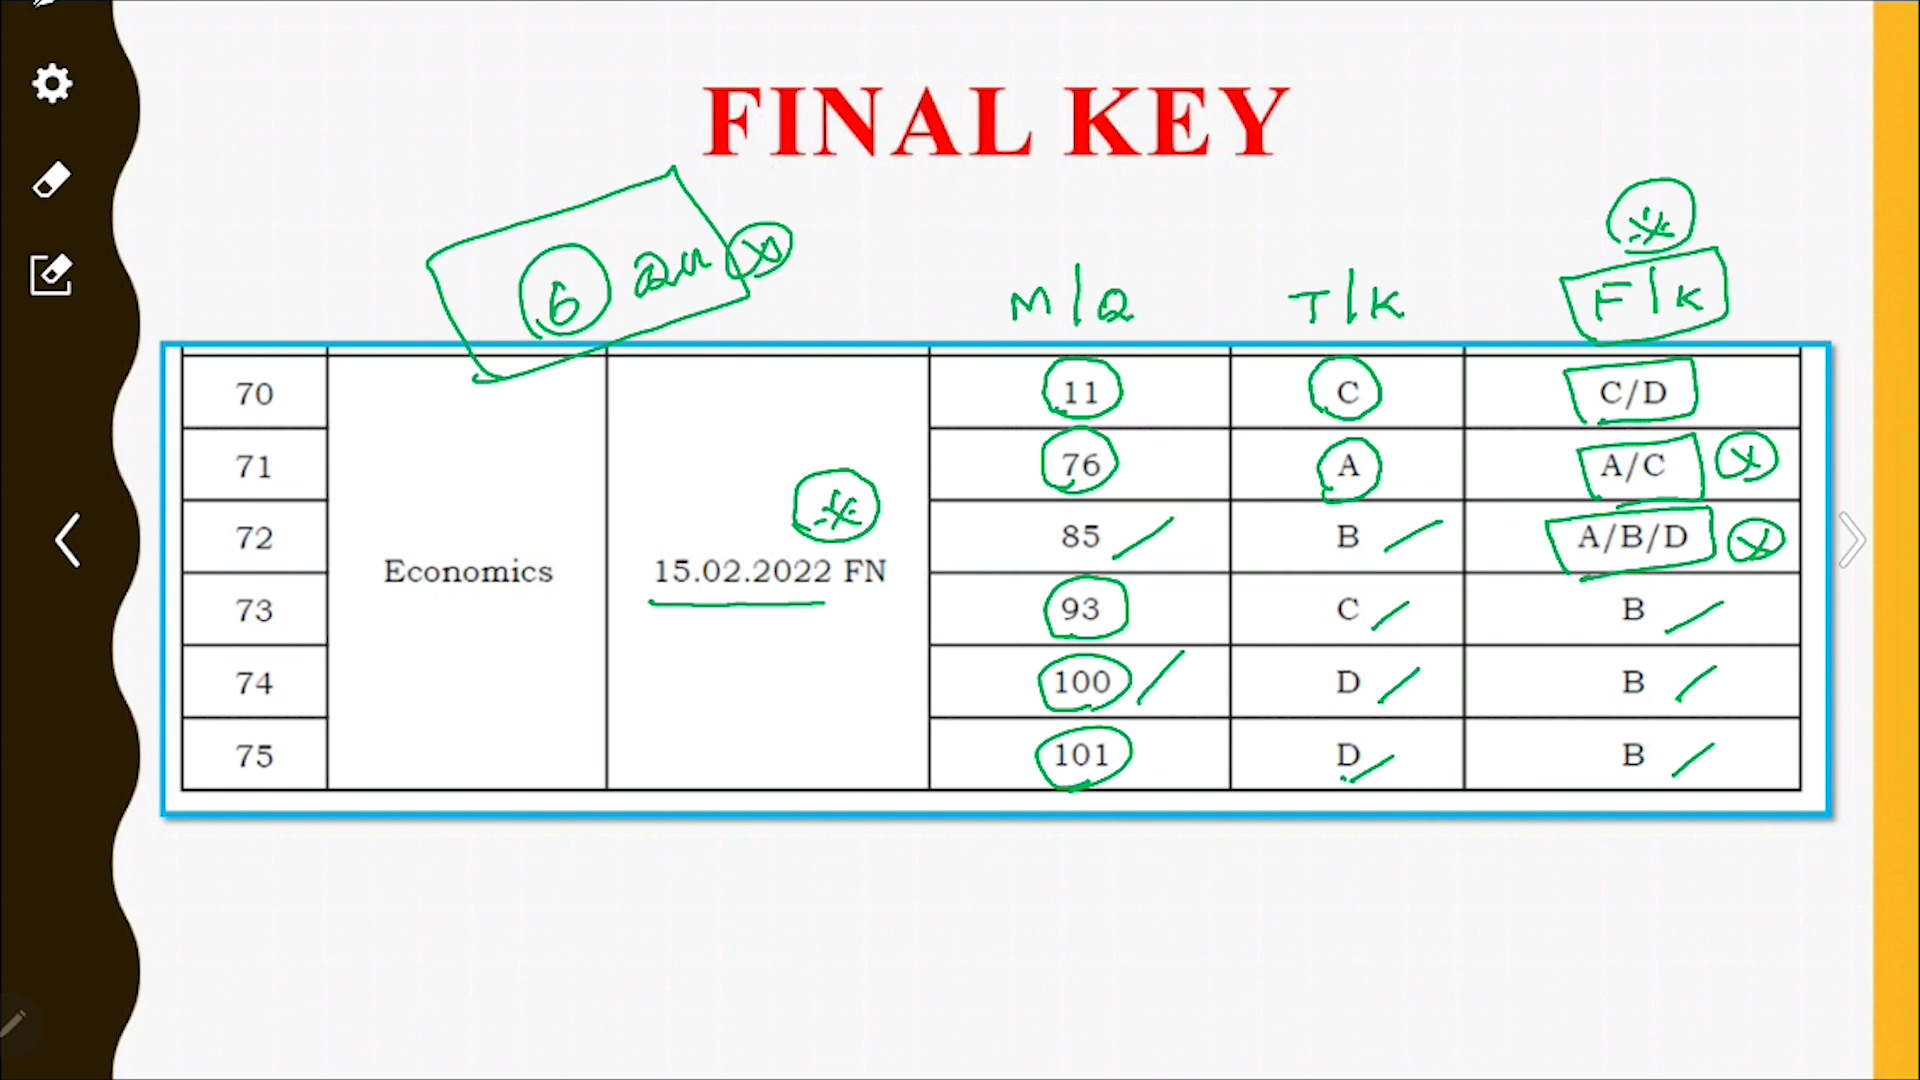 FINAL KEY
6
M/Q T/K F/K
70 11 C C/D
71 76 A A/C
72 85 B A/B/D
Economics 15.02.2022 FN
73 93 C B
74 100 D B
75 101 D B